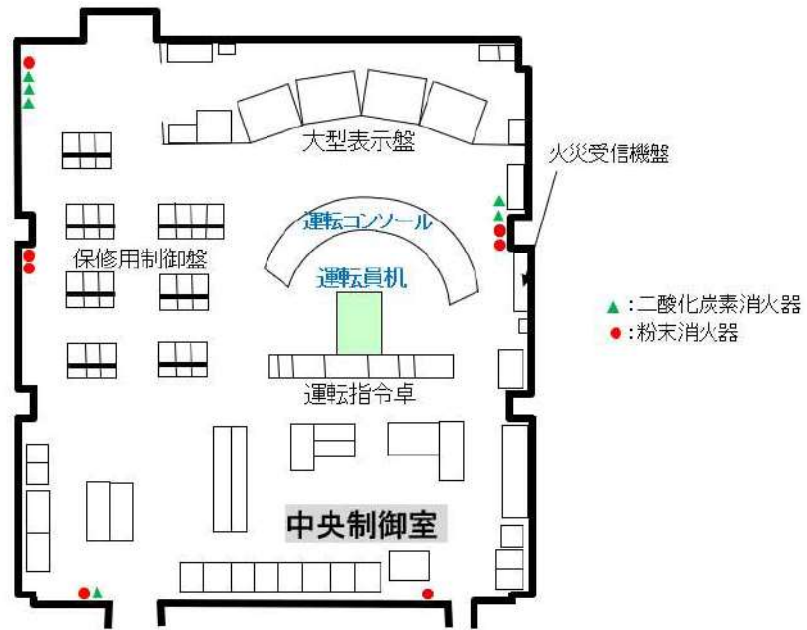 大型表示盤
火災受信機盤
運転コンソール
保修用制御盤
運転員机
▲:二酸化炭素消火器
●:粉末消火器
運転指令卓
中央制御室